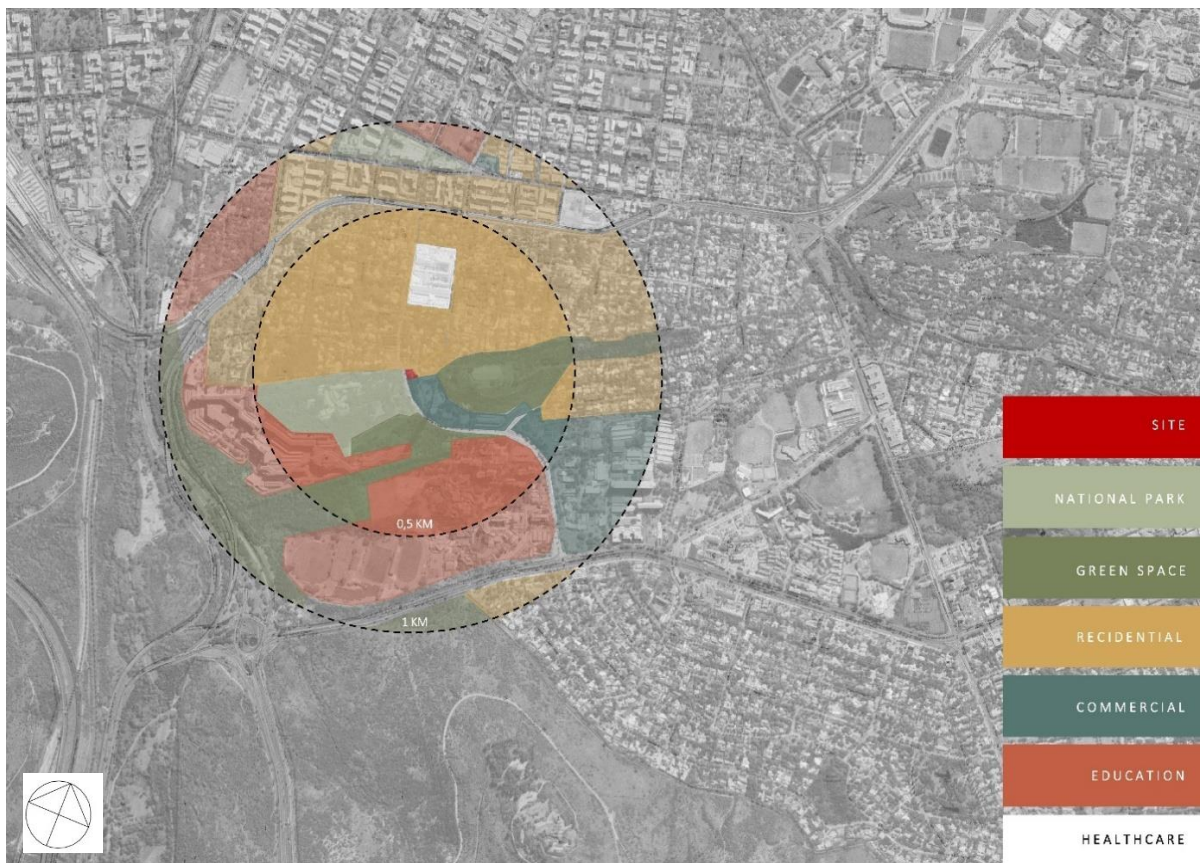 0,5 KM
1 KM
SITE
NATIONAL PARK
GREEN SPACE
RECIDENTIAL
COMMERCIAL
EDUCATION
HEALTHCARE